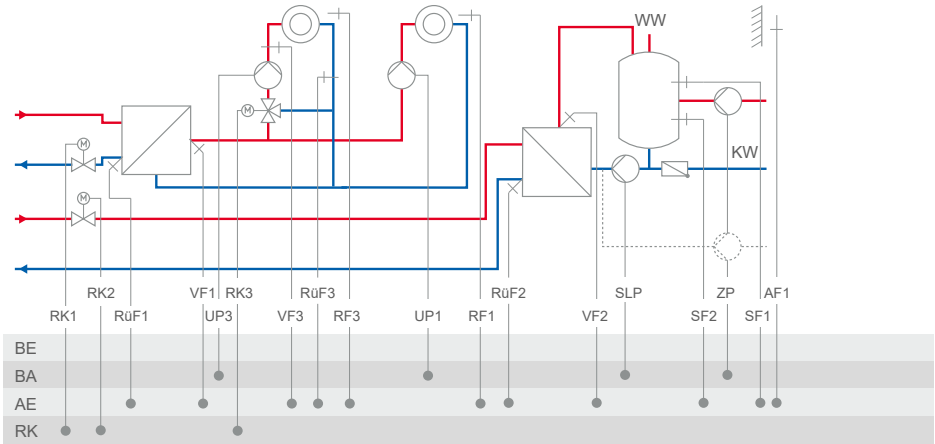 WW
M
KW
M
M
RK2 VF1 RK3 RüF3 RüF2 SLP ZP AF1
RK1 RüF1 UP3 VF3 RF3 UP1 RF1 VF2 SF2 SF1
BE
BA
AE
RK